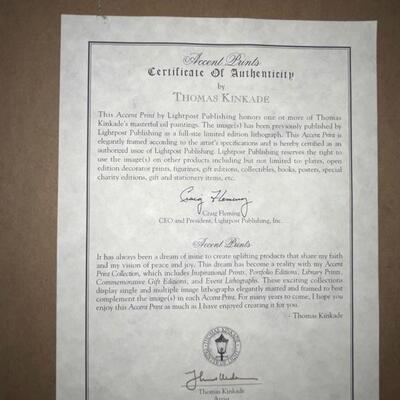 Accent Prints
Certificate Of Authenticity
by
THOMAS KINKADE
This Accent Print by Lightpost Publishing honors one or more of Thomas
Kinkade's masterful oil paintings. The image(s) has been previously published by
Lightpost Publishing as a full-size limited edition lithograph. This Accent Print is
elegantly framed according to the artist's specifications and is hereby certified as an
authorized issue of Lightpost Publishing. Lightpost Publishing reserves the right to
use the image(s) on other products including but not limited to: plates, open
edition decorator prints, figurines, gift editions, collectibles, books, posters, special
charity editions, gift and stationery items, etc.
Craig Fleming
Craig Fleming
CEO and President, Lightpost Publishing, Inc.
Accent Prints
It has always been a dream of mine to create uplifting products that share my faith
and my vision of peace and joy. This dream has become a reality with my Accent
Print Collection, which includes Inspirational Prints, Portfolio Editions, Library Prints,
Commemorative Gift Editions, and Event Lithographs. These exciting collections
display single and multiple image lithographs elegantly matted and framed to best
complement the image(s) in each Accent Print. For many years to come, I hope you
enjoy this Accent Print as much as I have enjoyed creating it for you.
- Thomas Kinkade
THOMAS KINKADE
PAINTER OF LIGHT
Thomas Kinkade
Artist